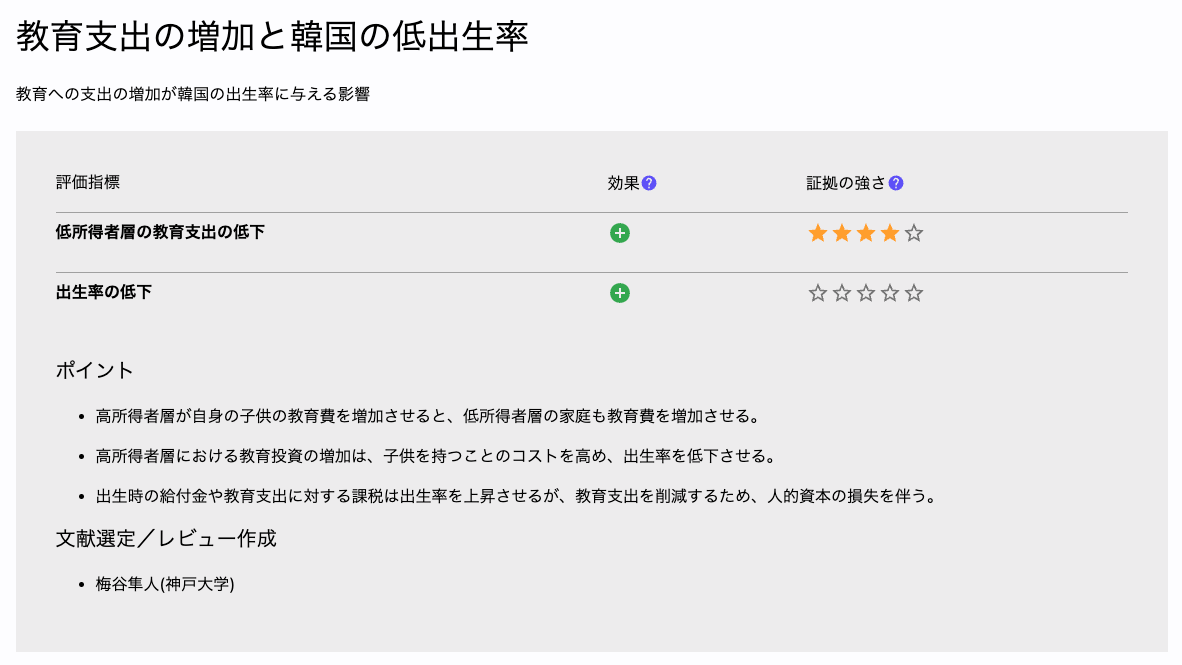 教育支出の増加と韓国の低出生率
教育への支出の増加が韓国の出生率に与える影響
評価指標 効果? 証拠の強さ?
低所得者層の教育支出の低下
出生率の低下
ポイント
高所得者層が自身の子供の教育費を増加させると、低所得者層の家庭も教育費を増加させる。
高所得者層における教育投資の増加は、子供を持つことのコストを高め、出生率を低下させる。
出生時の給付金や教育支出に対する課税は出生率を上昇させるが、教育支出を削減するため、人的資本の損失を伴う。
文献選定／レビュー作成
梅谷隼人(神戸大学)